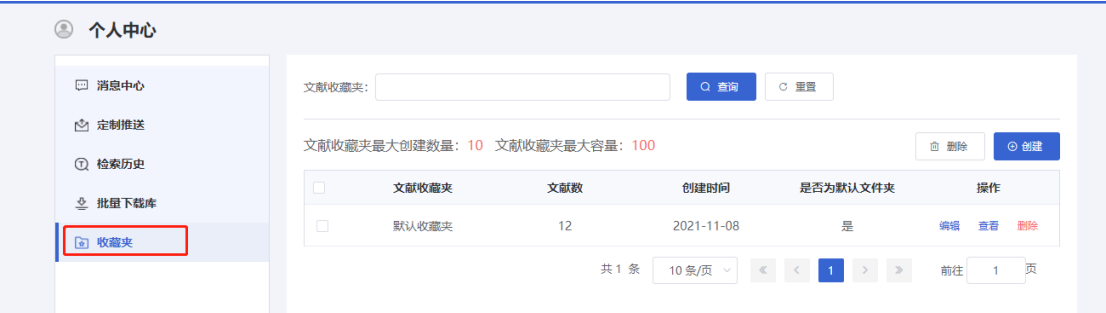 个人中心
消息中心
定制推送
检索历史
批量下载库
收藏夹
文献收藏夹： 查询 重置
文献收藏夹最大创建数量：10 文献收藏夹最大容量：100 删除 创建
文献收藏夹 文献数 创建时间 是否为默认文件夹 操作
默认收藏夹 12 2021-11-08 是 编辑 查看 删除
共 1 条 10 条/页 1 前往 1 页